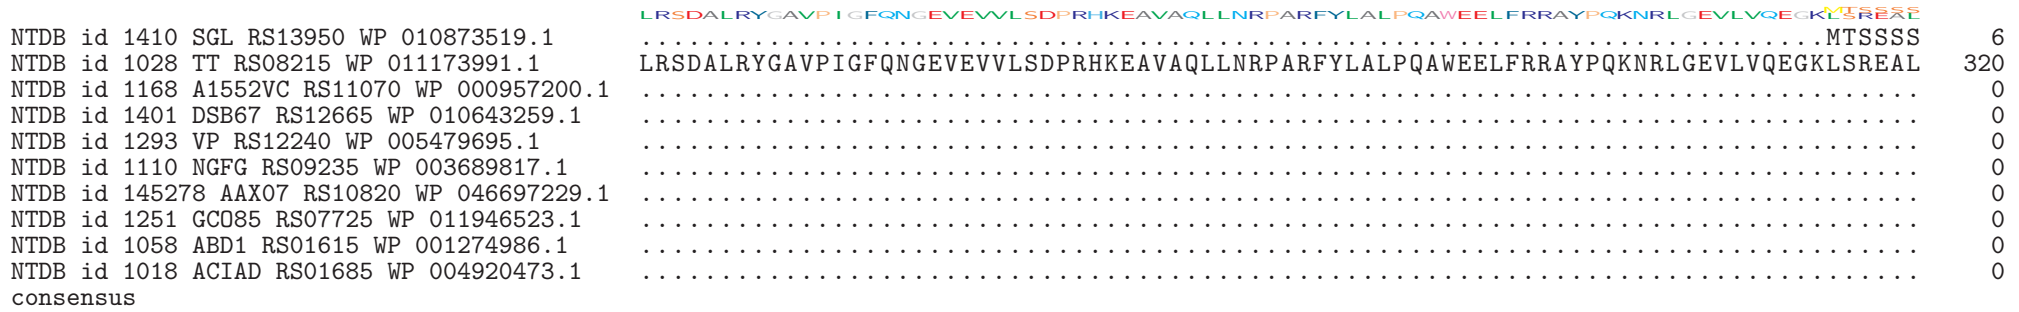 LRSDALRYGAVPIGFQNGEVEVVLSDPRHKEAVAQLLNRPARFYLALPQAWEELFRRAYPQKNRLGEVLVQEGKLSREAL
NTDB id 1410 SGL RS13950 WP 010873519.1 ..........................................................................MTSSSS 6
NTDB id 1028 TT RS08215 WP 011173991.1 LRSDALRYGAVPIGFQNGEVEVVLSDPRHKEAVAQLLNRPARFYLALPQAWEELFRRAYPQKNRLGEVLVQEGKLSREAL 320
NTDB id 1168 A1552VC RS11070 WP 000957200.1 ................................................................................ 0
NTDB id 1401 DSB67 RS12665 WP 010643259.1 ................................................................................ 0
NTDB id 1293 VP RS12240 WP 005479695.1 ................................................................................ 0
NTDB id 1110 NGFG RS09235 WP 003689817.1 ................................................................................ 0
NTDB id 145278 AAX07 RS10820 WP 046697229.1 ................................................................................ 0
NTDB id 1251 GCO85 RS07725 WP 011946523.1 ................................................................................ 0
NTDB id 1058 ABD1 RS01615 WP 001274986.1 ................................................................................ 0
NTDB id 1018 ACIAD RS01685 WP 004920473.1 ................................................................................ 0
consensus